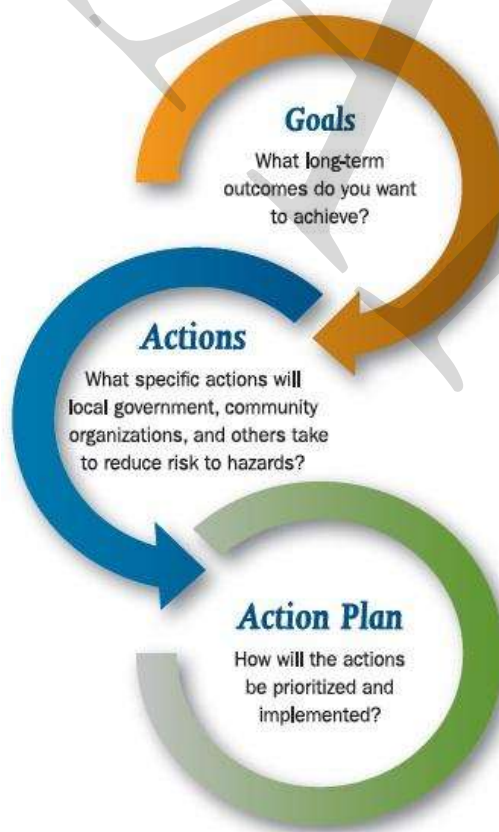 Goals
What long-term
outcomes do you want
to achieve?
Actions
What specific actions will
local government, community
organizations, and others take
to reduce risk to hazards?
Action Plan
How will the actions
be prioritized and
implemented?